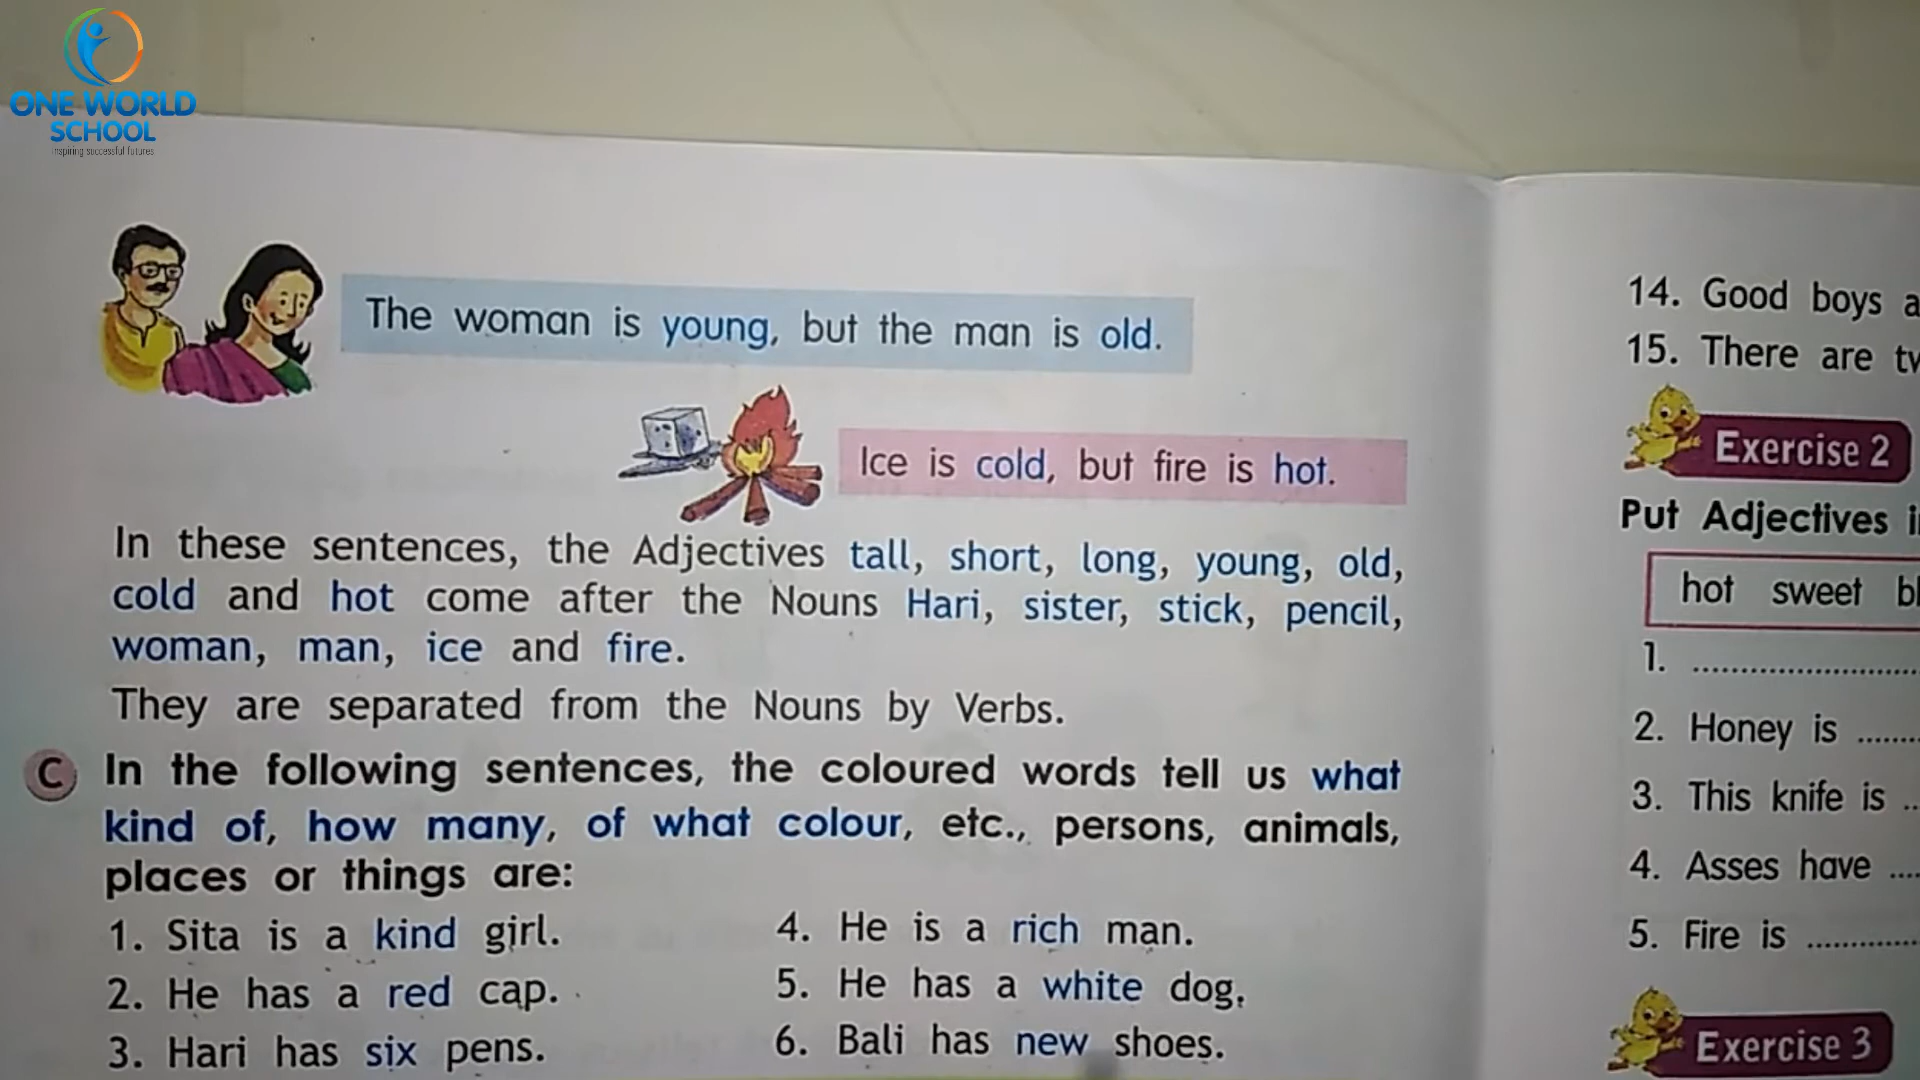 ONE WORLD
SCHOOL
inspiring successful futures
The woman is young, but the man is old.
Ice is cold, but fire is hot.
In these sentences, the Adjectives tall, short, long, young, old,
cold and hot come after the Nouns Hari, sister, stick, pencil,
woman, man, ice and fire.
They are separated from the Nouns by Verbs.
C In the following sentences, the coloured words tell us what
kind of, how many, of what colour, etc., persons, animals,
places or things are:
1. Sita is a kind girl.
2. He has a red cap.
3. Hari has six pens.
4. He is a rich man.
5. He has a white dog.
6. Bali has new shoes.
14. Good boys a
15. There are
Exercise 2
Put Adjectives
hot sweet
1. ....................
2. Honey is .......
3. This knife is ..
4. Asses have ....
5. Fire is .............
Exercise 3